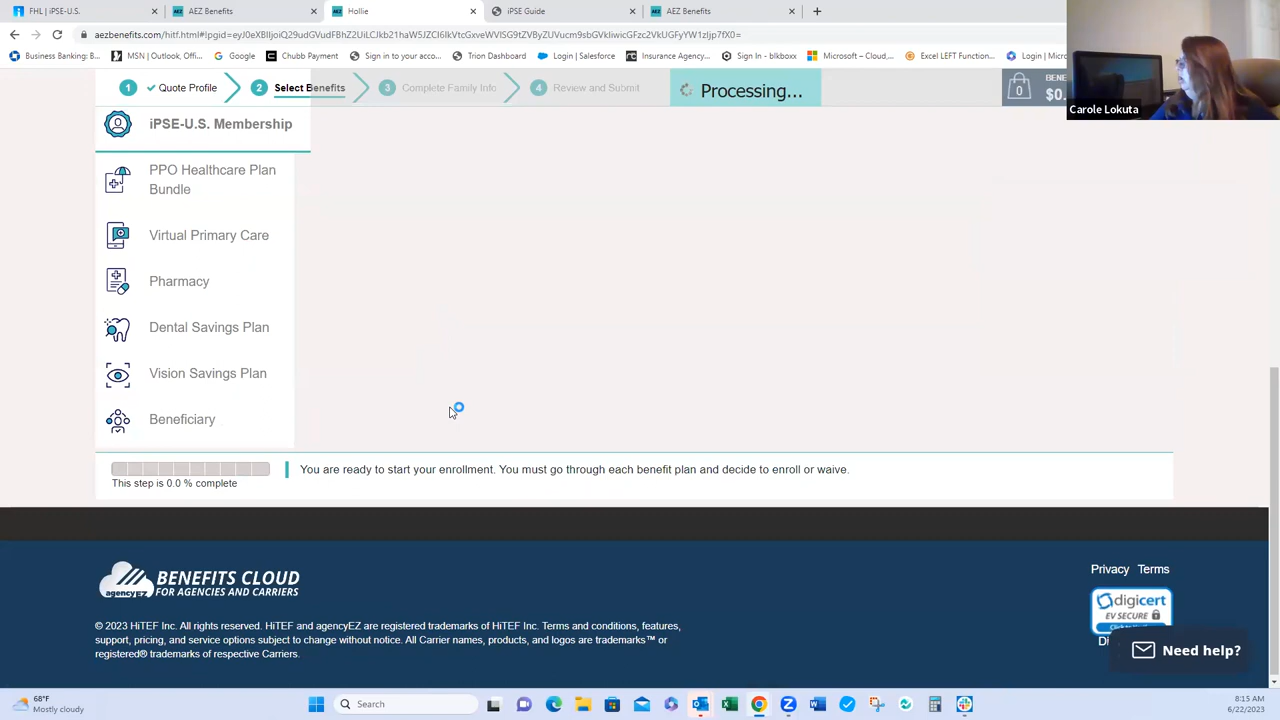 FHL | iPSE-U.S.
AEZ Benefits
Hollie
iPSE Guide
AEZ Benefits
Business Banking: B...
MSN | Outlook, Offi...
Google
Chubb Payment
Sign in to your acco...
Trion Dashboard
Login | Salesforce
Insurance Agency...
Sign In - blkboxx
Microsoft – Cloud,...
Excel LEFT Function...
Login | Micro
1 Quote Profile
2 Select Benefits
3 Complete Family Info
4 Review and Submit
Processing...
0
BENE
$0.
Carole Lokuta
iPSE-U.S. Membership
PPO Healthcare Plan
Bundle
Virtual Primary Care
Pharmacy
Dental Savings Plan
Vision Savings Plan
Beneficiary
This step is 0.0 % complete
You are ready to start your enrollment. You must go through each benefit plan and decide to enroll or waive.
agencyEZ
BENEFITS CLOUD
FOR AGENCIES AND CARRIERS
Privacy Terms
digicert
EV SECURE
© 2023 HiTEF Inc. All rights reserved. HiTEF and agencyEZ are registered trademarks of HiTEF Inc. Terms and conditions, features,
support, pricing, and service options subject to change without notice. All Carrier names, products, and logos are trademarks™ or
registered® trademarks of respective Carriers.
Di
Need help?
68°F
Mostly cloudy
Search
8:15 AM
6/22/2023